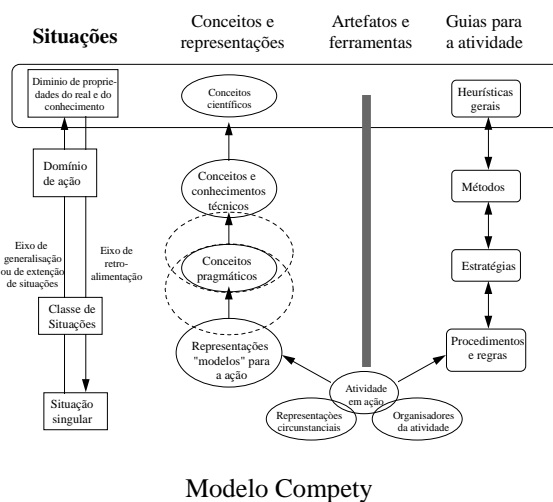 Situações
Conceitos e
representações
Artefatos e
ferramentas
Guias para
a atividade
Diminio de proprie-
dades do real e do
conhecimento
Conceitos
científicos
Heurísticas
gerais
Domínio
de ação
Conceitos e
conhecimentos
técnicos
Métodos
Eixo de
generalisação
ou de extenção
de situações
Eixo de
retro-
alimentação
Conceitos
pragmáticos
Estratégias
Classe de
Situações
Representações
"modelos" para
a ação
Procedimentos
e regras
Situação
singular
Atividade
em ação
Representações
circunstanciais
Organisadores
da atividade
Modelo Compety